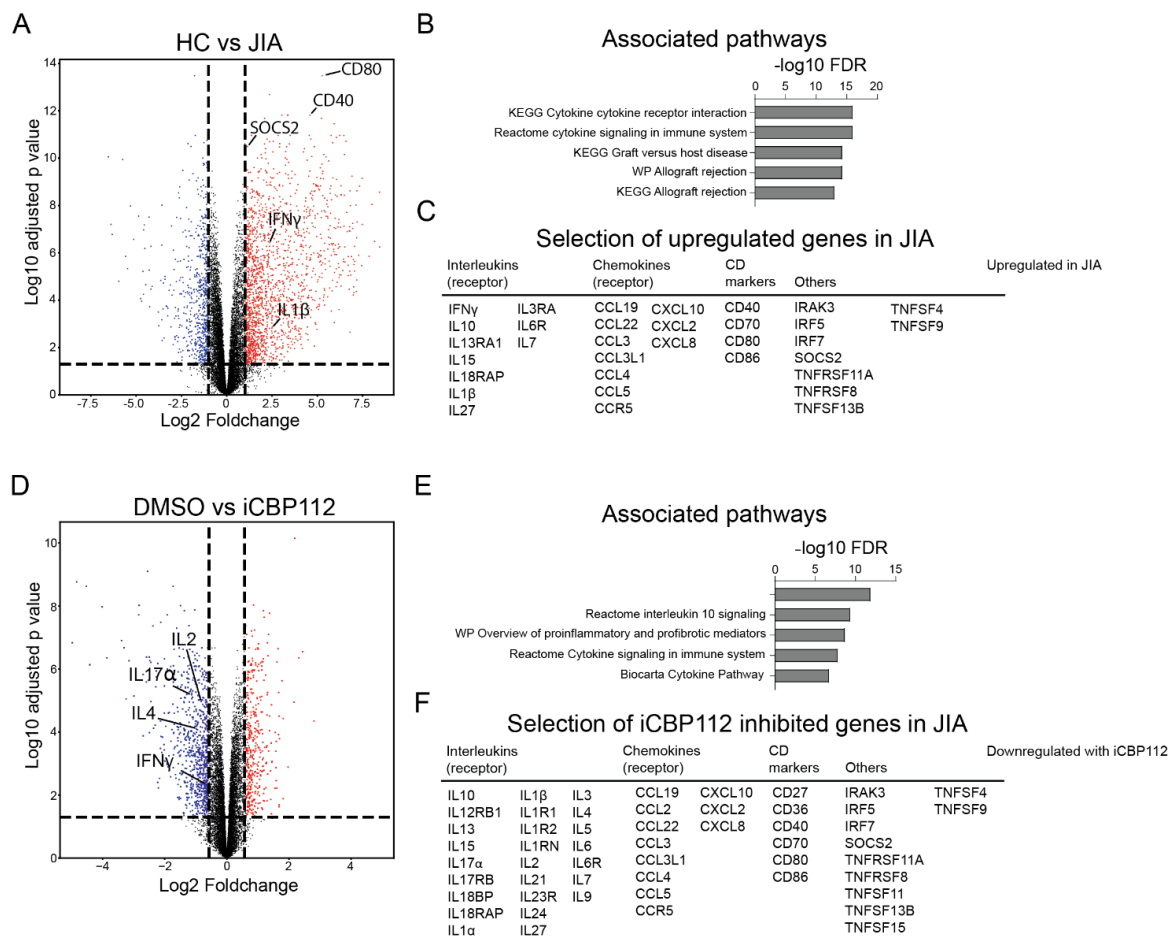 A
HC vs JIA
14
12
10
8
6
4
2
0
-7.5
-5.0
-2.5
0
2.5
5.0
7.5
CD80
CD40
SOCS2
IFNγ
IL1β
Log10 adjusted p value
Log2 Foldchange
B
Associated pathways
-log10 FDR
0 5 10 15 20
KEGG Cytokine cytokine receptor interaction
Reactome cytokine signaling in immune system
KEGG Graft versus host disease
WP Allograft rejection
KEGG Allograft rejection
C
Selection of upregulated genes in JIA
Upregulated in JIA
Interleukins (receptor)
Chemokines (receptor)
CD markers
Others
IFNγ IL3RA CCL19 CXCL10 CD40 IRAK3 TNFSF4
IL10 IL6R CCL22 CXCL2 CD70 IRF5 TNFSF9
IL13RA1 IL7 CCL3 CXCL8 CD80 IRF7
IL15 CCL3L1 CD86 SOCS2
IL18RAP CCL4 TNFRSF11A
IL1β CCL5 TNFRSF8
IL27 CCR5 TNFSF13B
D
DMSO vs iCBP112
10
8
6
4
2
0
-4
-2
0
2
4
IL2
IL17α
IL4
IFNγ
Log10 adjusted p value
Log2 Foldchange
E
Associated pathways
-log10 FDR
0 5 10 15
Reactome interleukin 10 signaling
WP Overview of proinflammatory and profibrotic mediators
Reactome Cytokine signaling in immune system
Biocarta Cytokine Pathway
F
Selection of iCBP112 inhibited genes in JIA
Downregulated with iCBP112
Interleukins (receptor)
Chemokines (receptor)
CD markers
Others
IL10 IL1β IL3 CCL19 CXCL10 CD27 IRAK3 TNFSF4
IL12RB1 IL1R1 IL4 CCL2 CXCL2 CD36 IRF5 TNFSF9
IL13 IL1R2 IL5 CCL22 CXCL8 CD40 IRF7
IL15 IL1RN IL6 CCL3 CD70 SOCS2
IL17α IL2 IL6R CCL3L1 CD80 TNFRSF11A
IL17RB IL21 IL7 CCL4 CD86 TNFRSF8
IL18BP IL23R IL9 CCL5 TNFSF11
IL18RAP IL24 CCR5 TNFSF13B
IL1α IL27 TNFSF15